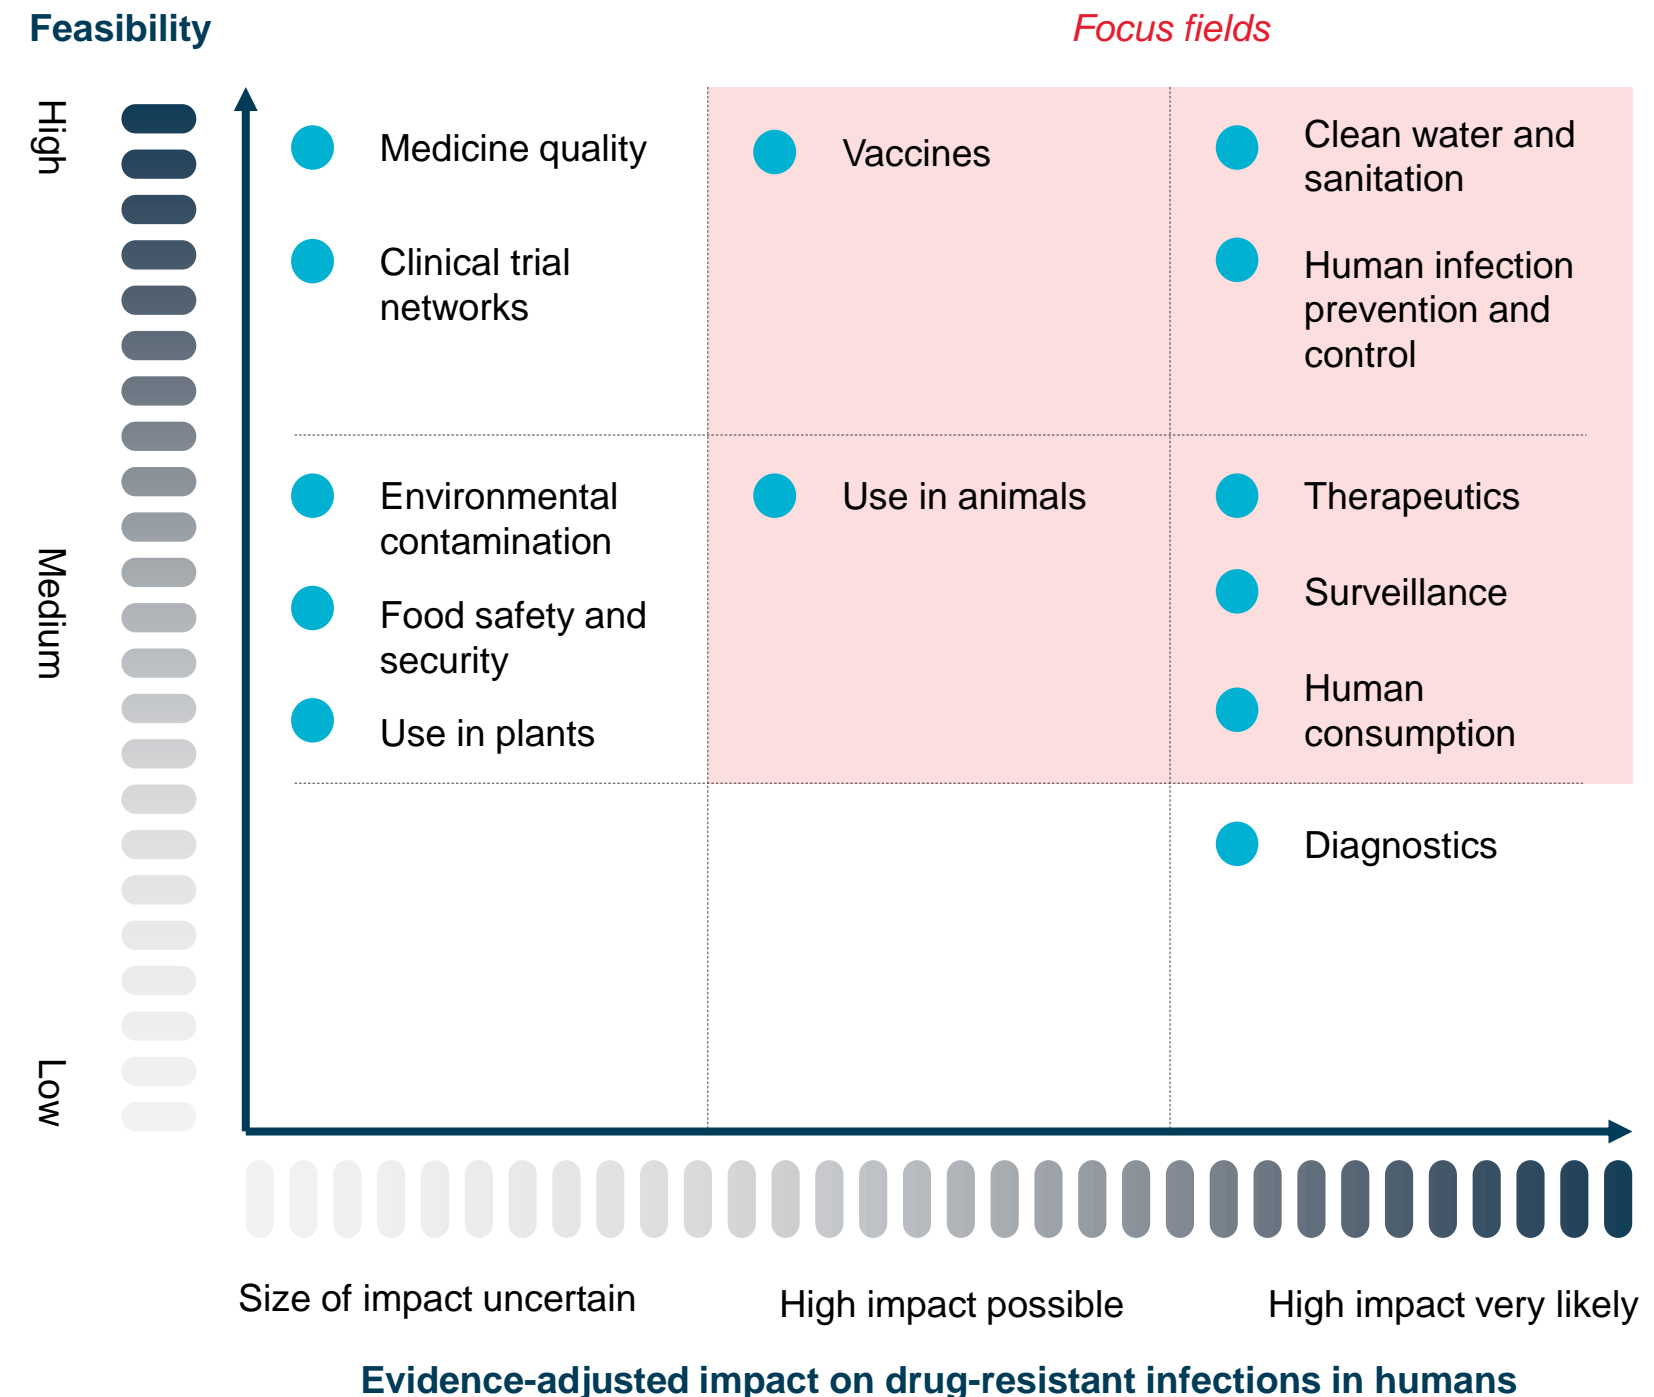 Feasibility
Focus fields
High
Medium
Low
Medicine quality
Vaccines
Clean water and
sanitation
Clinical trial
networks
Human infection
prevention and
control
Environmental
contamination
Use in animals
Therapeutics
Food safety and
security
Surveillance
Use in plants
Human
consumption
Diagnostics
Size of impact uncertain
High impact possible
High impact very likely
Evidence-adjusted impact on drug-resistant infections in humans